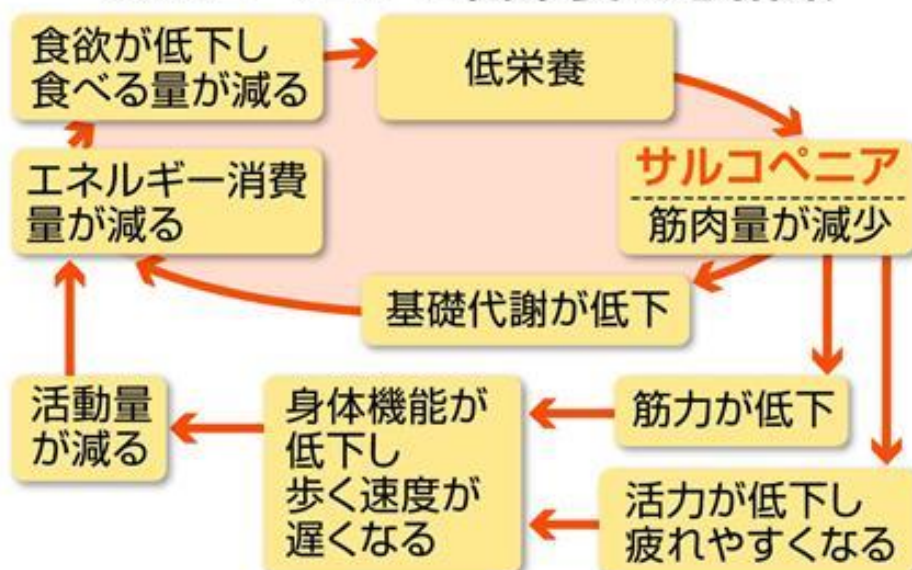 食欲が低下し
食べる量が減る
低栄養
サルコペニア
筋肉量が減少
エネルギー消費
量が減る
基礎代謝が低下
筋力が低下
活力が低下し
疲れやすくなる
身体機能が
低下し
歩く速度が
遅くなる
活動量
が減る